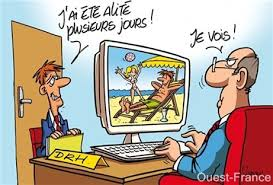 J'AI ÉTÉ ALITÉ
PLUSIEURS JOURS!
JE VOIS!
DRH
Ouest-France